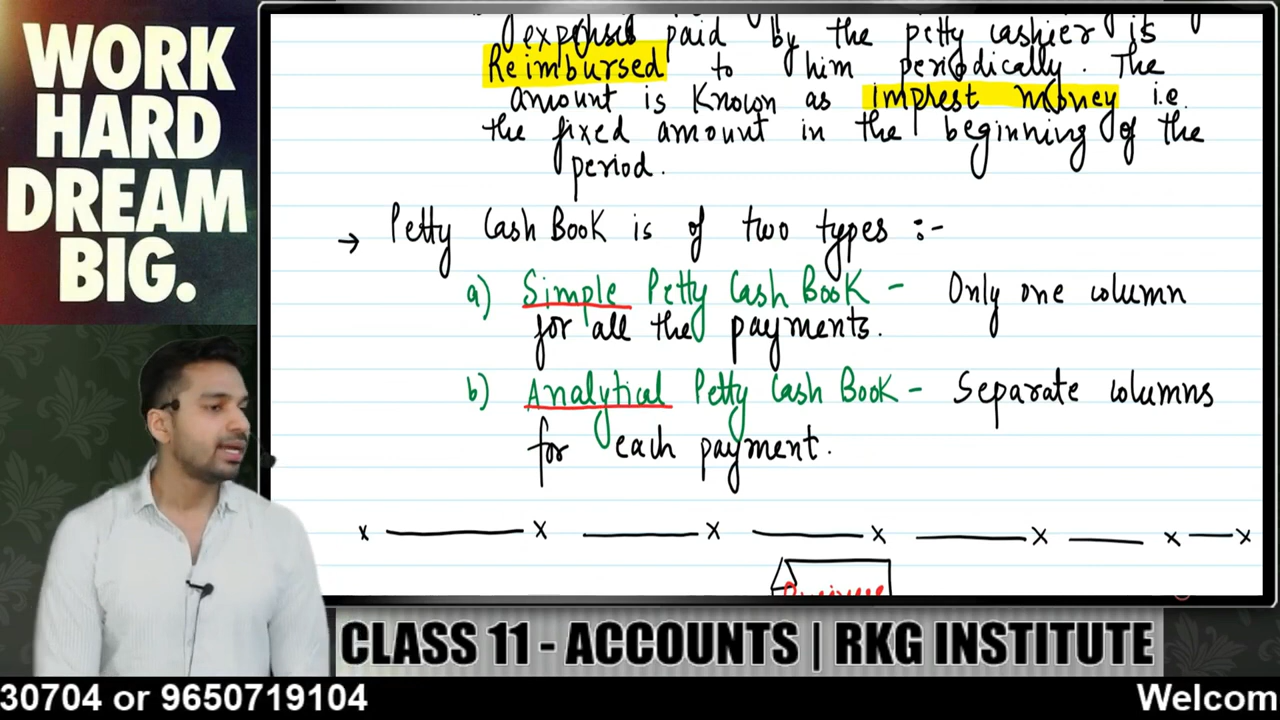 WORK
HARD
DREAM
BIG.
expenses paid by the petty cashier is
Reimbursed to him periodically. The
amount is Known as imprest money i.e.
the fixed amount in the beginning of the
period.
→ Petty Cash Book is of two types :-
a) Simple Petty Cash Book - Only one column
for all the payments.
b) Analytical Petty Cash Book - Separate columns
for each payment.
x x x x x x x
CLASS 11 - ACCOUNTS | RKG INSTITUTE
30704 or 9650719104
Welcom